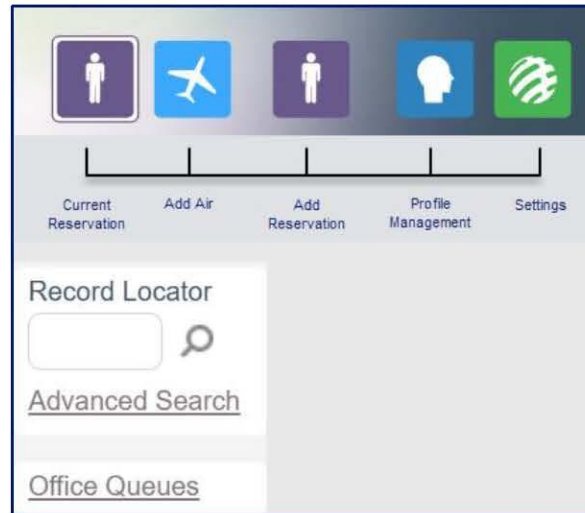 Current
Reservation
Add Air
Add
Reservation
Profile
Management
Settings
Record Locator
Advanced Search
Office Queues